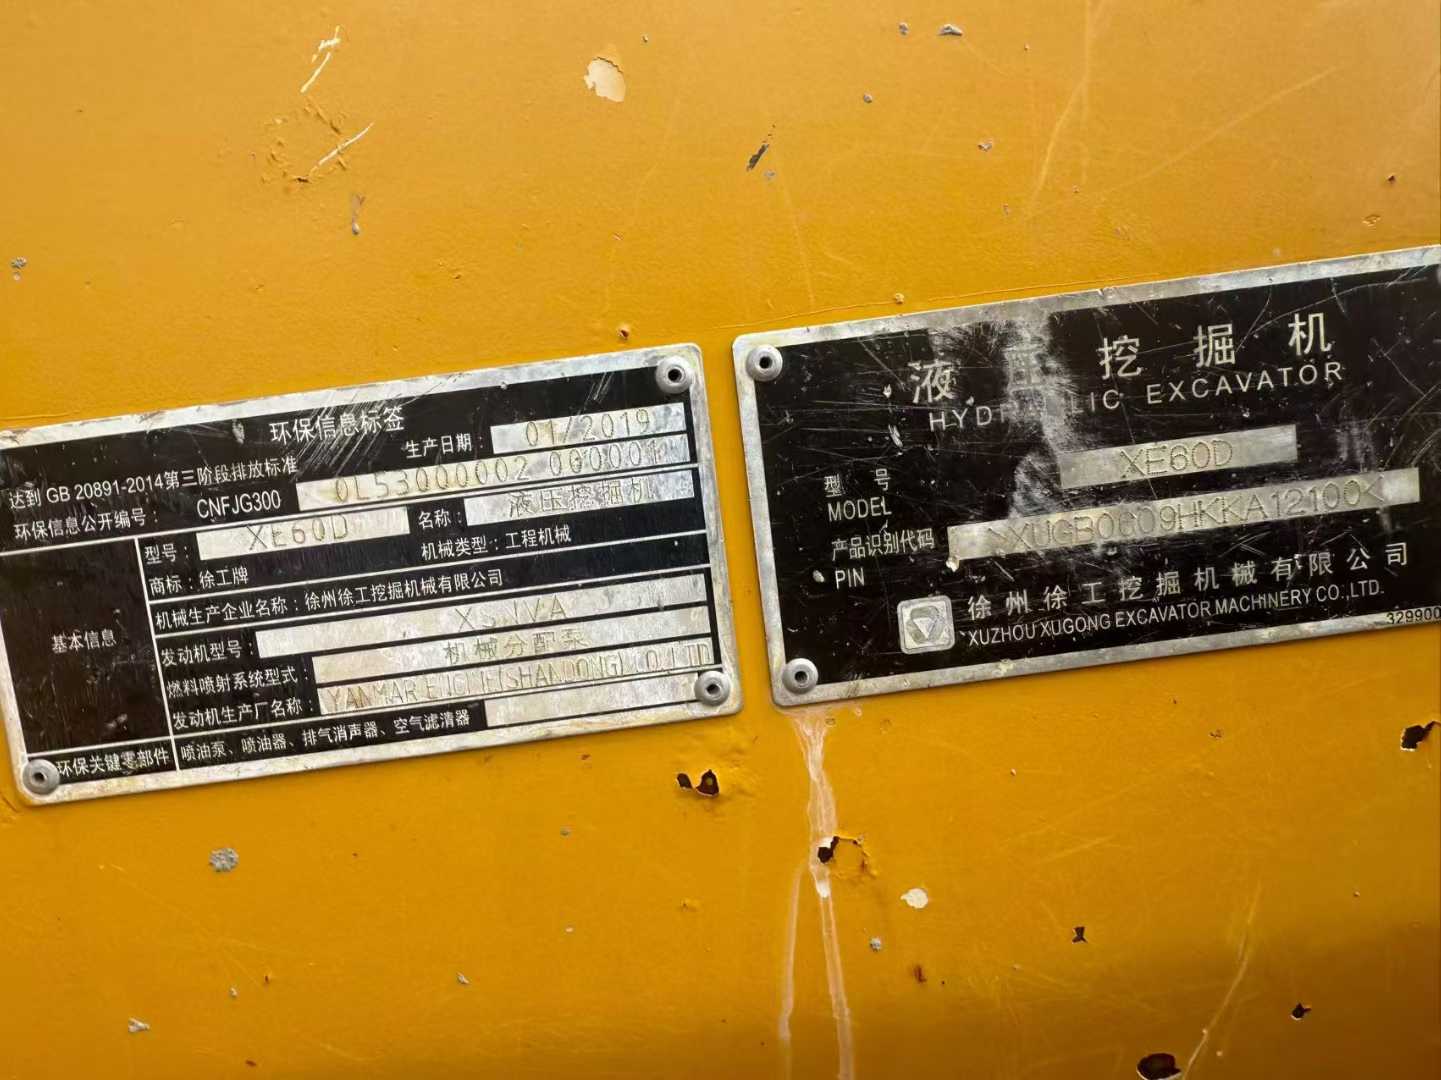 环保信息标签
达到 GB 20891-2014第三阶段排放标准
生产日期： 01/2019
环保信息公开编号： CNFJG300 0L53000002 000001
基本信息
型号： XE60D 名称： 液压挖掘机
商标：徐工牌 机械类型：工程机械
机械生产企业名称：徐州徐工挖掘机械有限公司
发动机型号：
燃料喷射系统型式： 机械分配泵
发动机生产厂名称： YANMAR
环保关键零部件 喷油泵、喷油器、排气消声器、空气滤清器
液压挖掘机
HYDRAULIC EXCAVATOR
型号 XE60D
MODEL
产品识别代码
PIN
徐州徐工挖掘机械有限公司
XUZHOU XUGONG EXCAVATOR MACHINERY CO.,LTD.
329900